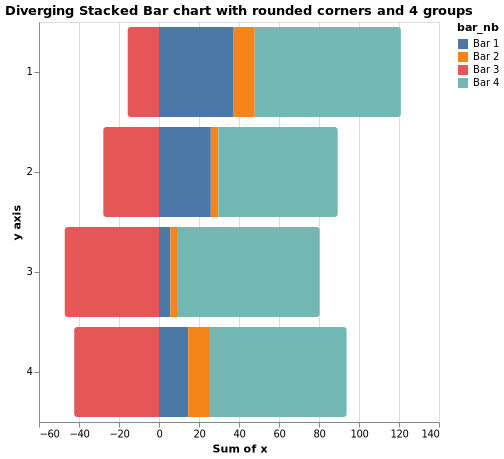 Diverging Stacked Bar chart with rounded corners and 4 groups
bar_nb
Bar 1
Bar 2
Bar 3
Bar 4
y axis
1
2
3
4
−60 −40 −20 0 20 40 60 80 100 120 140
Sum of x